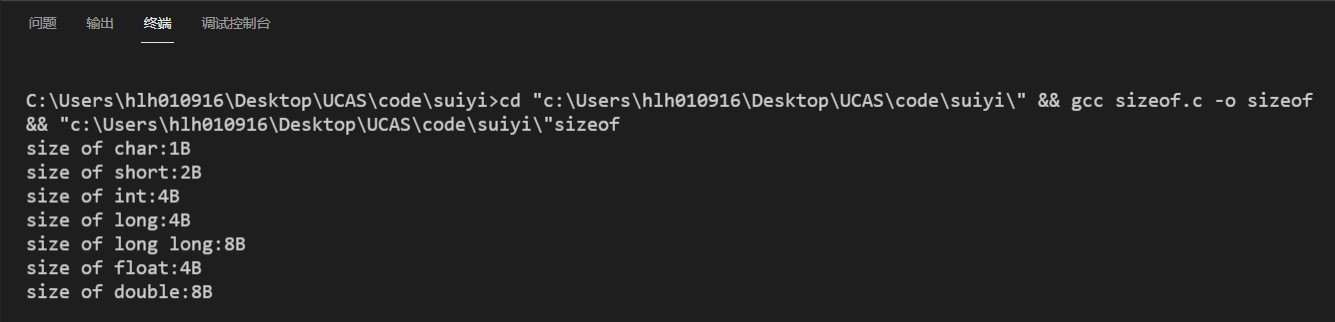 问题 输出 终端 调试控制台
C:\Users\hlh010916\Desktop\UCAS\code\suiyi>cd "c:\Users\hlh010916\Desktop\UCAS\code\suiyi\" && gcc sizeof.c -o sizeof
&& "c:\Users\hlh010916\Desktop\UCAS\code\suiyi\"sizeof
size of char:1B
size of short:2B
size of int:4B
size of long:4B
size of long long:8B
size of float:4B
size of double:8B